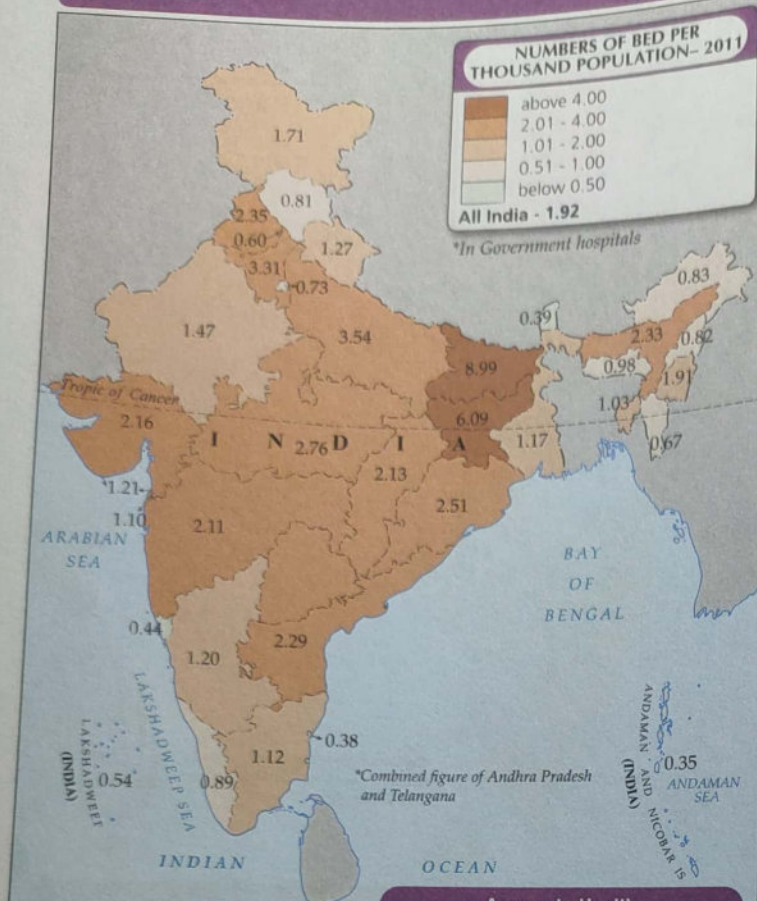 NUMBERS OF BED PER
THOUSAND POPULATION– 2011
above 4.00
2.01 - 4.00
1.01 - 2.00
0.51 - 1.00
below 0.50
All India - 1.92
*In Government hospitals
1.71
0.81
2.35
0.60
1.27
3.31
0.73
0.83
1.47
3.54
0.39
2.33
0.82
8.99
0.98
1.91
Tropic of Cancer
1.03
2.16
6.09
I N D I A
2.76
1.17
0.67
2.13
*1.21
2.51
1.10
2.11
ARABIAN
SEA
BAY
OF
BENGAL
0.44
2.29
1.20
LAKSHADWEEP SEA
0.38
1.12
0.89
LAKSHADWEEP
(INDIA)
0.54
*Combined figure of Andhra Pradesh
and Telangana
ANDAMAN AND NICOBAR IS
(INDIA)
0.35
ANDAMAN
SEA
INDIAN OCEAN